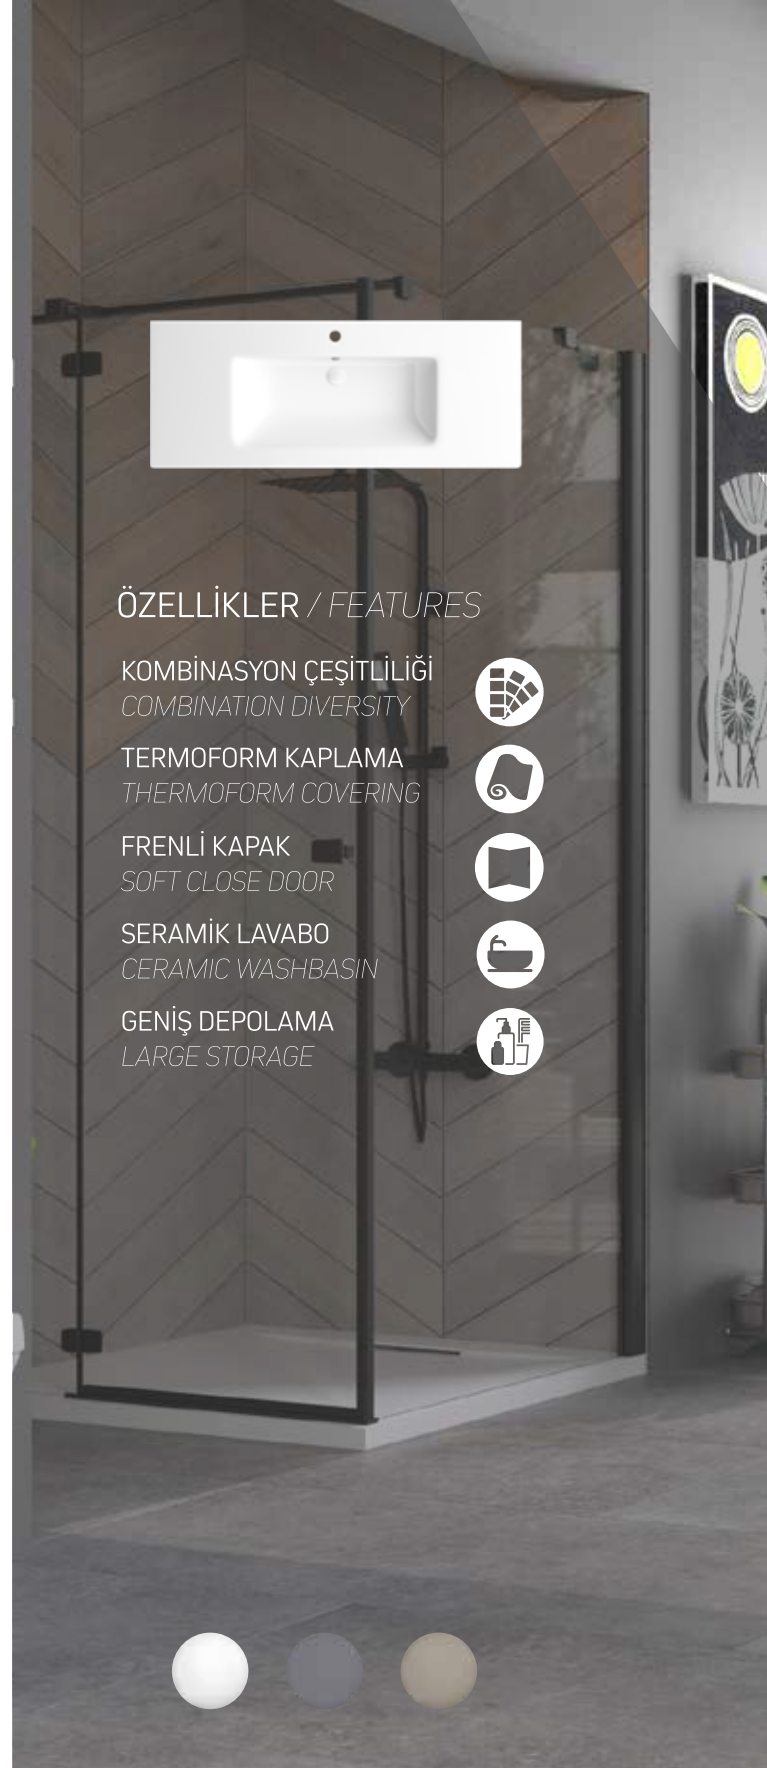 ÖZELLİKLER / FEATURES
KOMBİNASYON ÇEŞİTLİLİĞİ
COMBINATION DIVERSITY
TERMOFORM KAPLAMA
THERMOFORM COVERING
FRENLİ KAPAK
SOFT CLOSE DOOR
SERAMİK LAVABO
CERAMIC WASHBASIN
GENİŞ DEPOLAMA
LARGE STORAGE